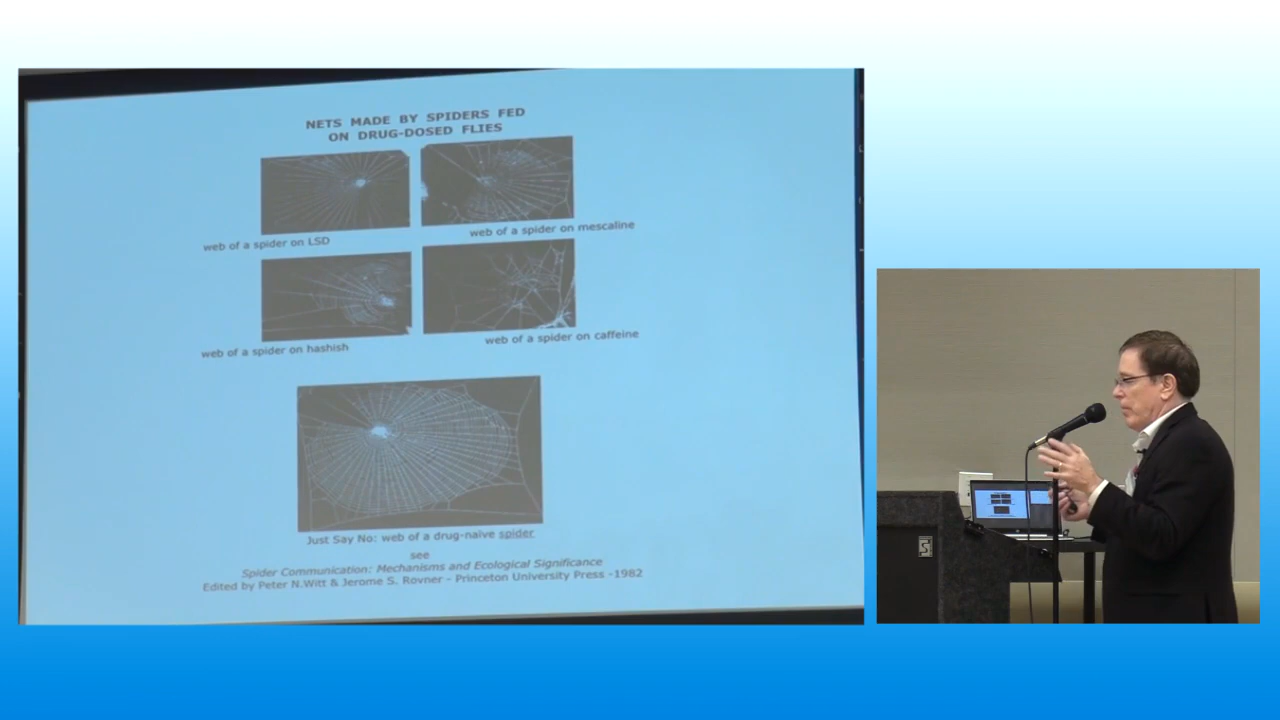 NETS MADE BY SPIDERS FED
ON DRUG-DOSED FLIES
web of a spider on LSD
web of a spider on mescaline
web of a spider on hashish
web of a spider on caffeine
Just Say No: web of a drug-naïve spider
see
Spider Communication: Mechanisms and Ecological Significance
Edited by Peter N.Witt & Jerome S. Rovner - Princeton University Press -1982
S